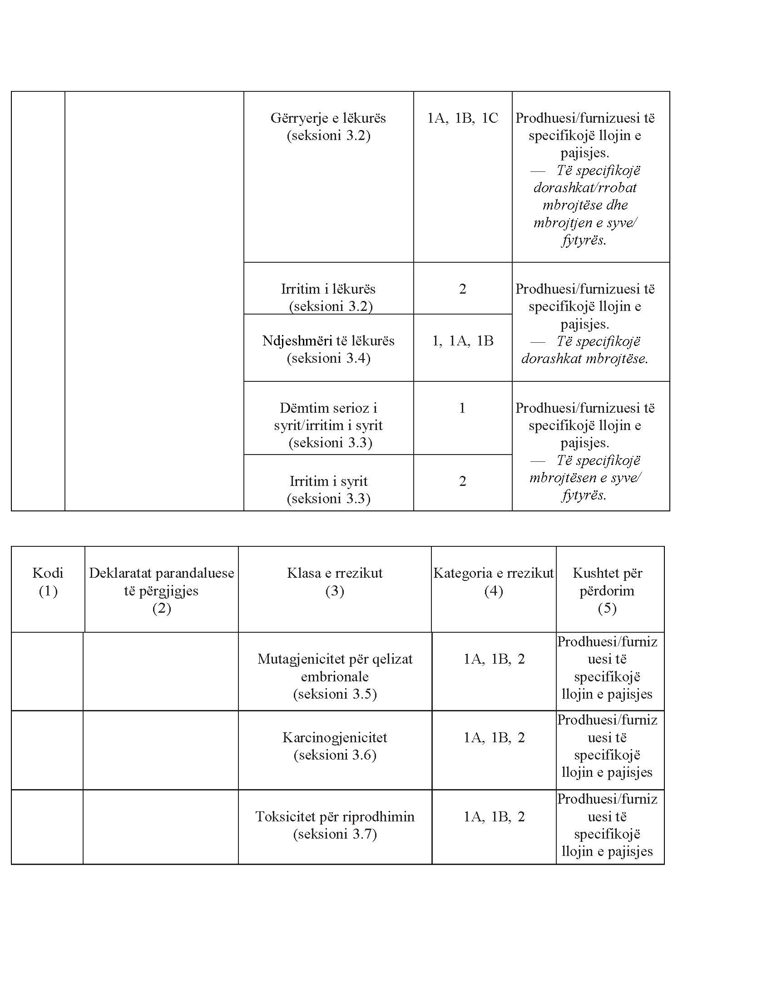 Gërryerje e lëkurës
(seksioni 3.2)
1A, 1B, 1C
Prodhuesi/furnizuesi të
specifikojë llojin e
pajisjes.
— Të specifikojë
dorashkat/rrobat
mbrojtëse dhe
mbrojtjen e syve/
fytyrës.
Irritim i lëkurës
(seksioni 3.2)
2
Prodhuesi/furnizuesi të
specifikojë llojin e
pajisjes.
— Të specifikojë
dorashkat mbrojtëse.
Ndjeshmëri të lëkurës
(seksioni 3.4)
1, 1A, 1B
Dëmtim serioz i
syrit/irritim i syrit
(seksioni 3.3)
1
Prodhuesi/furnizuesi të
specifikojë llojin e
pajisjes.
— Të specifikojë
mbrojtësen e syve/
fytyrës.
Irritim i syrit
(seksioni 3.3)
2
Kodi
(1)
Deklaratat parandaluese
të përgjigjes
(2)
Klasa e rrezikut
(3)
Kategoria e rrezikut
(4)
Kushtet për
përdorim
(5)
Mutagjenicitet për qelizat
embrionale
(seksioni 3.5)
1A, 1B, 2
Prodhuesi/furniz
uesi të
specifikojë
llojin e pajisjes
Karcinogjenicitet
(seksioni 3.6)
1A, 1B, 2
Prodhuesi/furniz
uesi të
specifikojë
llojin e pajisjes
Toksicitet për riprodhimin
(seksioni 3.7)
1A, 1B, 2
Prodhuesi/furniz
uesi të
specifikojë
llojin e pajisjes